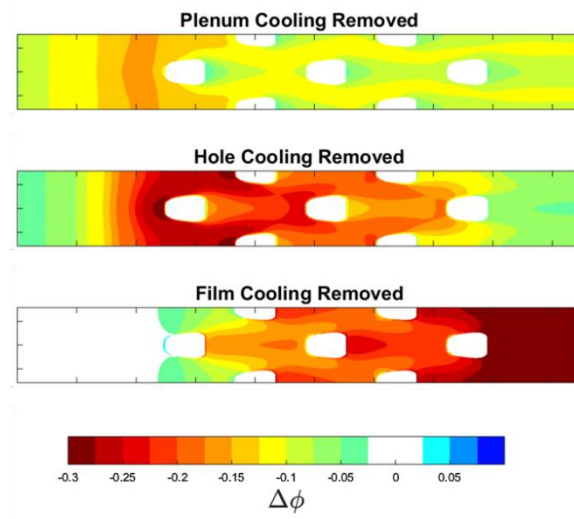 Plenum Cooling Removed
Hole Cooling Removed
Film Cooling Removed
-0.3 -0.25 -0.2 -0.15 -0.1 -0.05 0 0.05
Δϕ